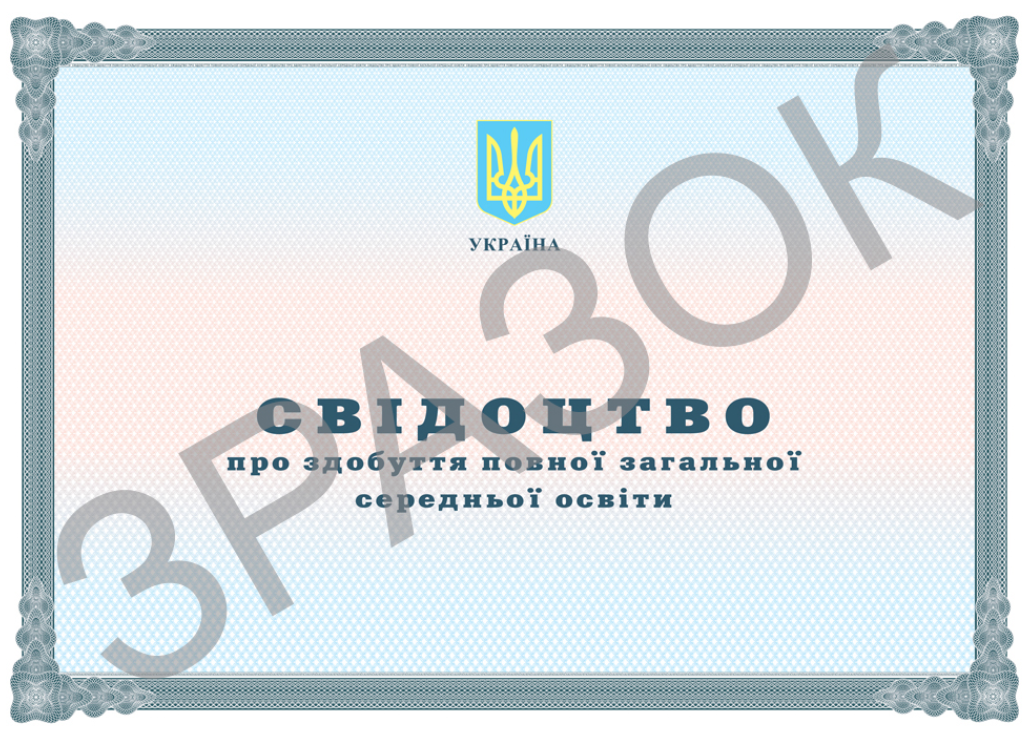 УКРАЇНА
СВІДОЦТВО
про здобуття повної загальної
середньої освіти
ЗРАЗОК